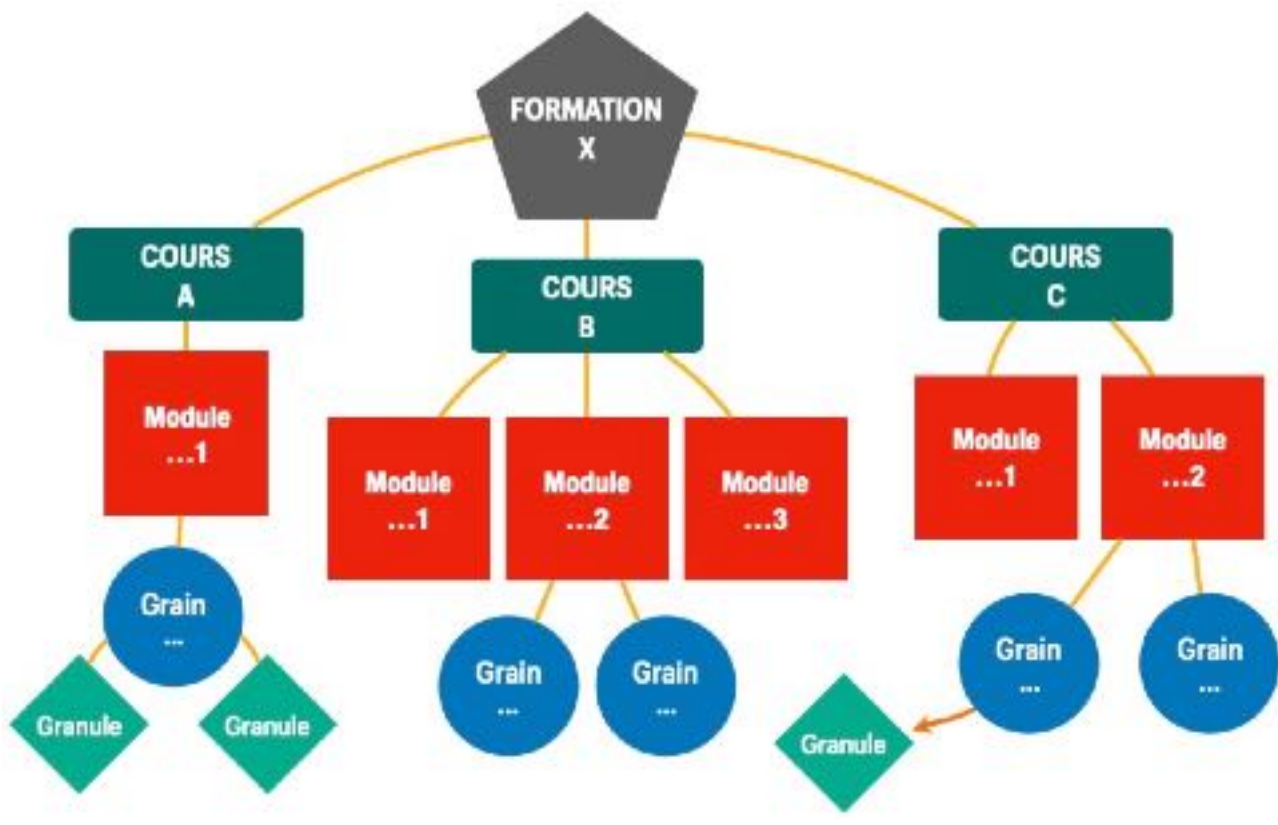 FORMATION
X
COURS
A
COURS
B
COURS
C
Module
...1
Module
...1
Module
...2
Module
...3
Module
...1
Module
...2
Grain
...
Grain
...
Grain
...
Grain
...
Grain
...
Granule
Granule
Granule